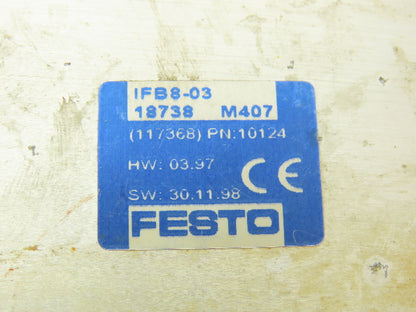 IFB8-03
18738 M407
(117368) PN:10124
HW: 03.97
SW: 30.11.98
CE
FESTO